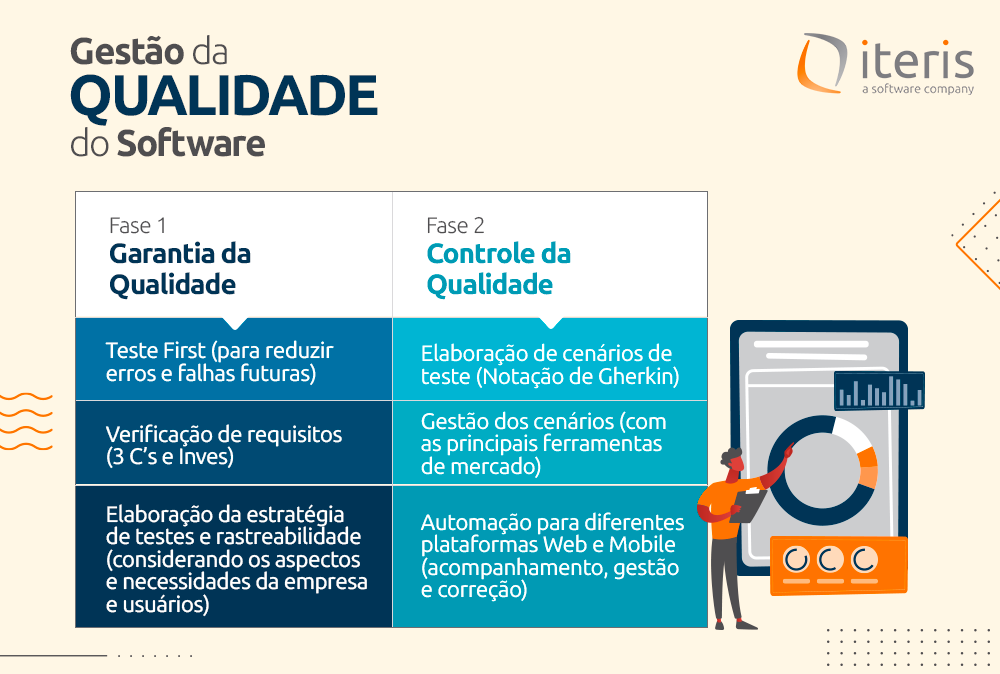 Gestão da
QUALIDADE
do Software
iteris
a software company
Fase 1
Garantia da
Qualidade
Fase 2
Controle da
Qualidade
Teste First (para reduzir
erros e falhas futuras)
Elaboração de cenários de
teste (Notação de Gherkin)
Verificação de requisitos
(3 C's e Inves)
Gestão dos cenários (com
as principais ferramentas
de mercado)
Elaboração da estratégia
de testes e rastreabilidade
(considerando os aspectos
e necessidades da empresa
e usuários)
Automação para diferentes
plataformas Web e Mobile
(acompanhamento, gestão
e correção)